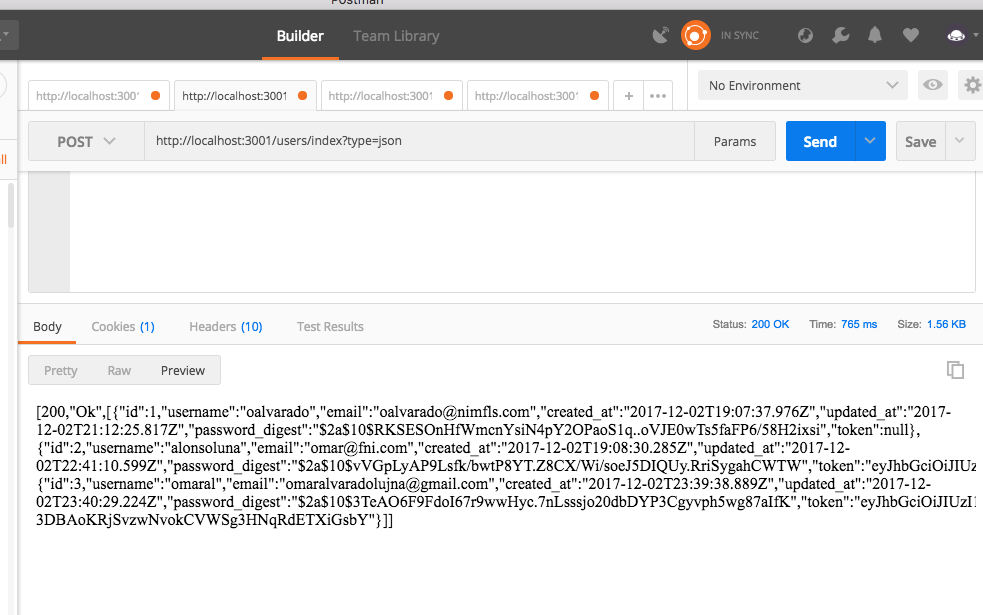 Postman
Builder Team Library IN SYNC
http://localhost:300 http://localhost:3001 http://localhost:3001 http://localhost:300 + ••• No Environment
POST http://localhost:3001/users/index?type=json Params Send Save
ll
Body Cookies (1) Headers (10) Test Results Status: 200 OK Time: 765 ms Size: 1.56 KB
Pretty Raw Preview
[200,"Ok",[{"id":1,"username":"oalvarado","email":"oalvarado@nimfls.com","created_at":"2017-12-02T19:07:37.976Z","updated_at":"2017-
12-02T21:12:25.817Z","password_digest":"$2a$10$RKSESOnHfWmcnYsiN4pY2OPaoS1q..oVJE0wTs5faFP6/58H2ixsi","token":null},
{"id":2,"username":"alonsoluna","email":"omar@fni.com","created_at":"2017-12-02T19:08:30.285Z","updated_at":"2017-12-
02T22:41:10.599Z","password_digest":"$2a$10$vVGpLyAP9Lsfk/bwtP8YT.Z8CX/Wi/soeJ5DIQUy.RriSygahCWTW","token":"eyJhbGciOiJIUz
{"id":3,"username":"omaral","email":"omaralvaradolujna@gmail.com","created_at":"2017-12-02T23:39:38.889Z","updated_at":"2017-12-
02T23:40:29.224Z","password_digest":"$2a$10$3TeAO6F9FdoI67r9wwHyc.7nLsssjo20dbDYP3Cgyvph5wg87aIfK","token":"eyJhbGciOiJIUzI1
3DBAoKRjSvzwNvokCVWSg3HNqRdETXiGsbY"}]]